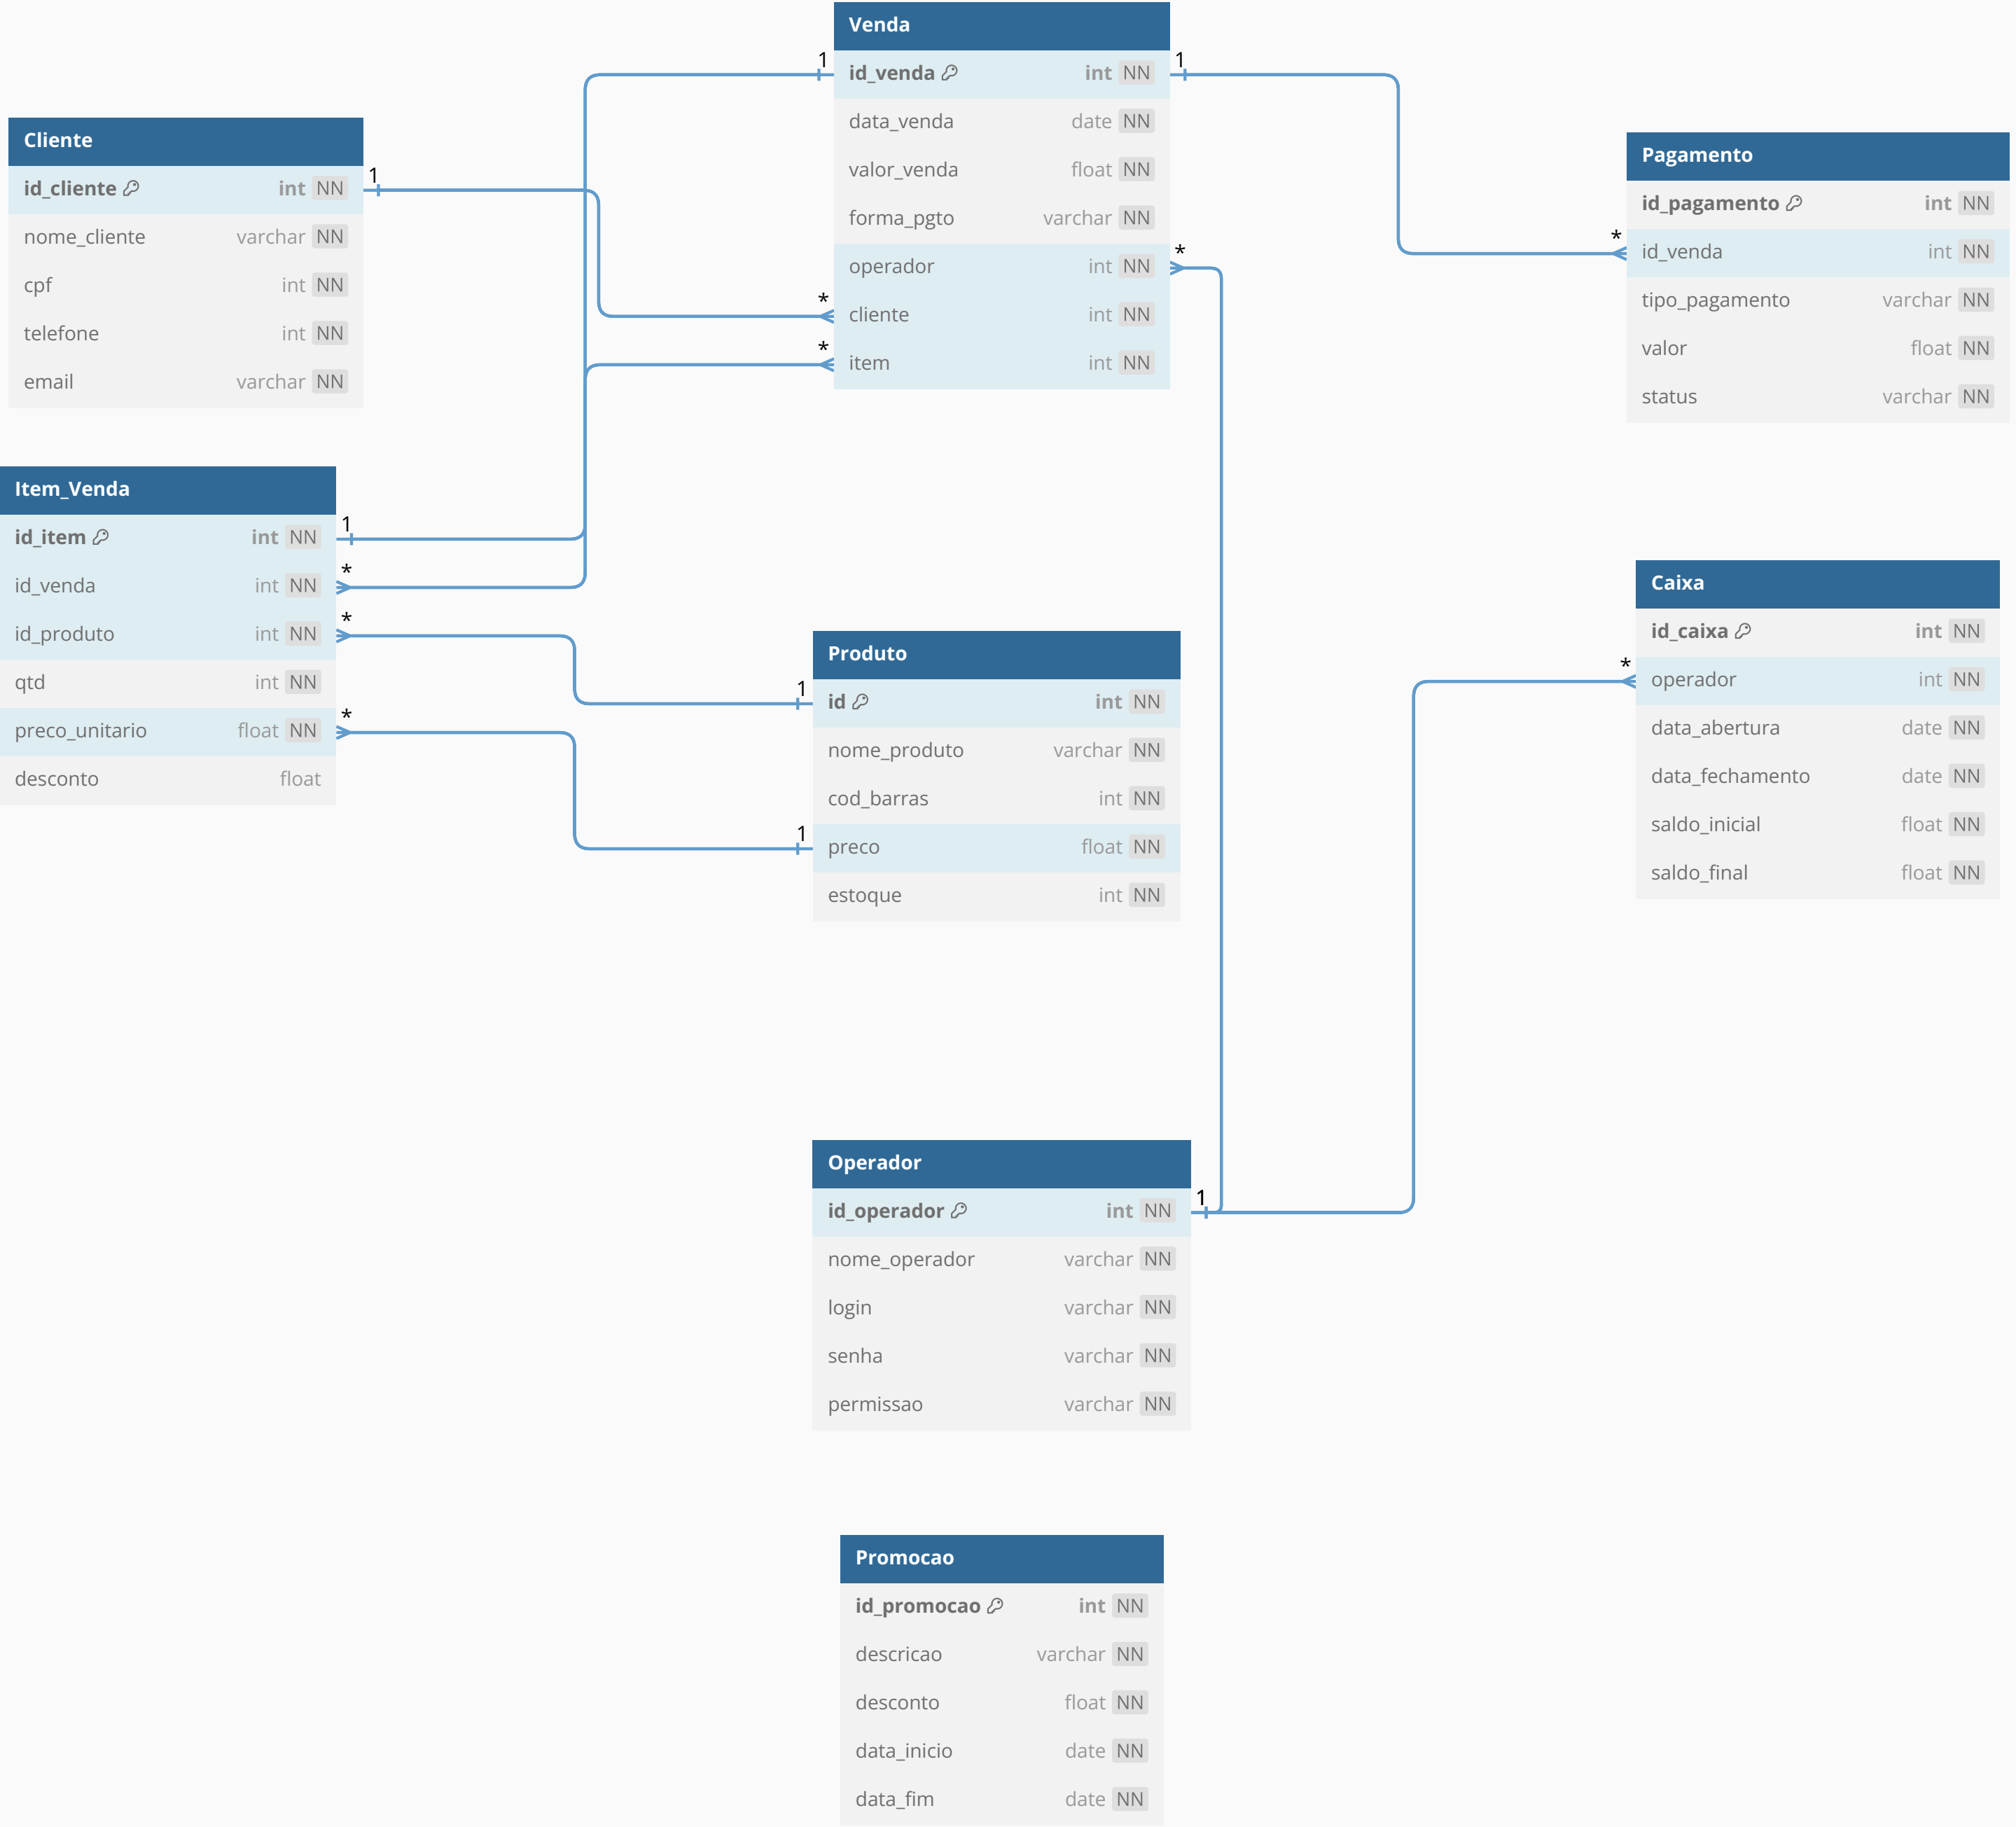 Venda
id_venda int NN
data_venda date NN
valor_venda float NN
forma_pgto varchar NN
operador int NN
cliente int NN
item int NN
1
1
*
*
*
Cliente
id_cliente int NN
nome_cliente varchar NN
cpf int NN
telefone int NN
email varchar NN
1
Pagamento
id_pagamento int NN
id_venda int NN
tipo_pagamento varchar NN
valor float NN
status varchar NN
*
Item_Venda
id_item int NN
id_venda int NN
id_produto int NN
qtd int NN
preco_unitario float NN
desconto float
1
*
*
*
Produto
id int NN
nome_produto varchar NN
cod_barras int NN
preco float NN
estoque int NN
1
1
Caixa
id_caixa int NN
operador int NN
data_abertura date NN
data_fechamento date NN
saldo_inicial float NN
saldo_final float NN
*
Operador
id_operador int NN
nome_operador varchar NN
login varchar NN
senha varchar NN
permissao varchar NN
1
Promocao
id_promocao int NN
descricao varchar NN
desconto float NN
data_inicio date NN
data_fim date NN